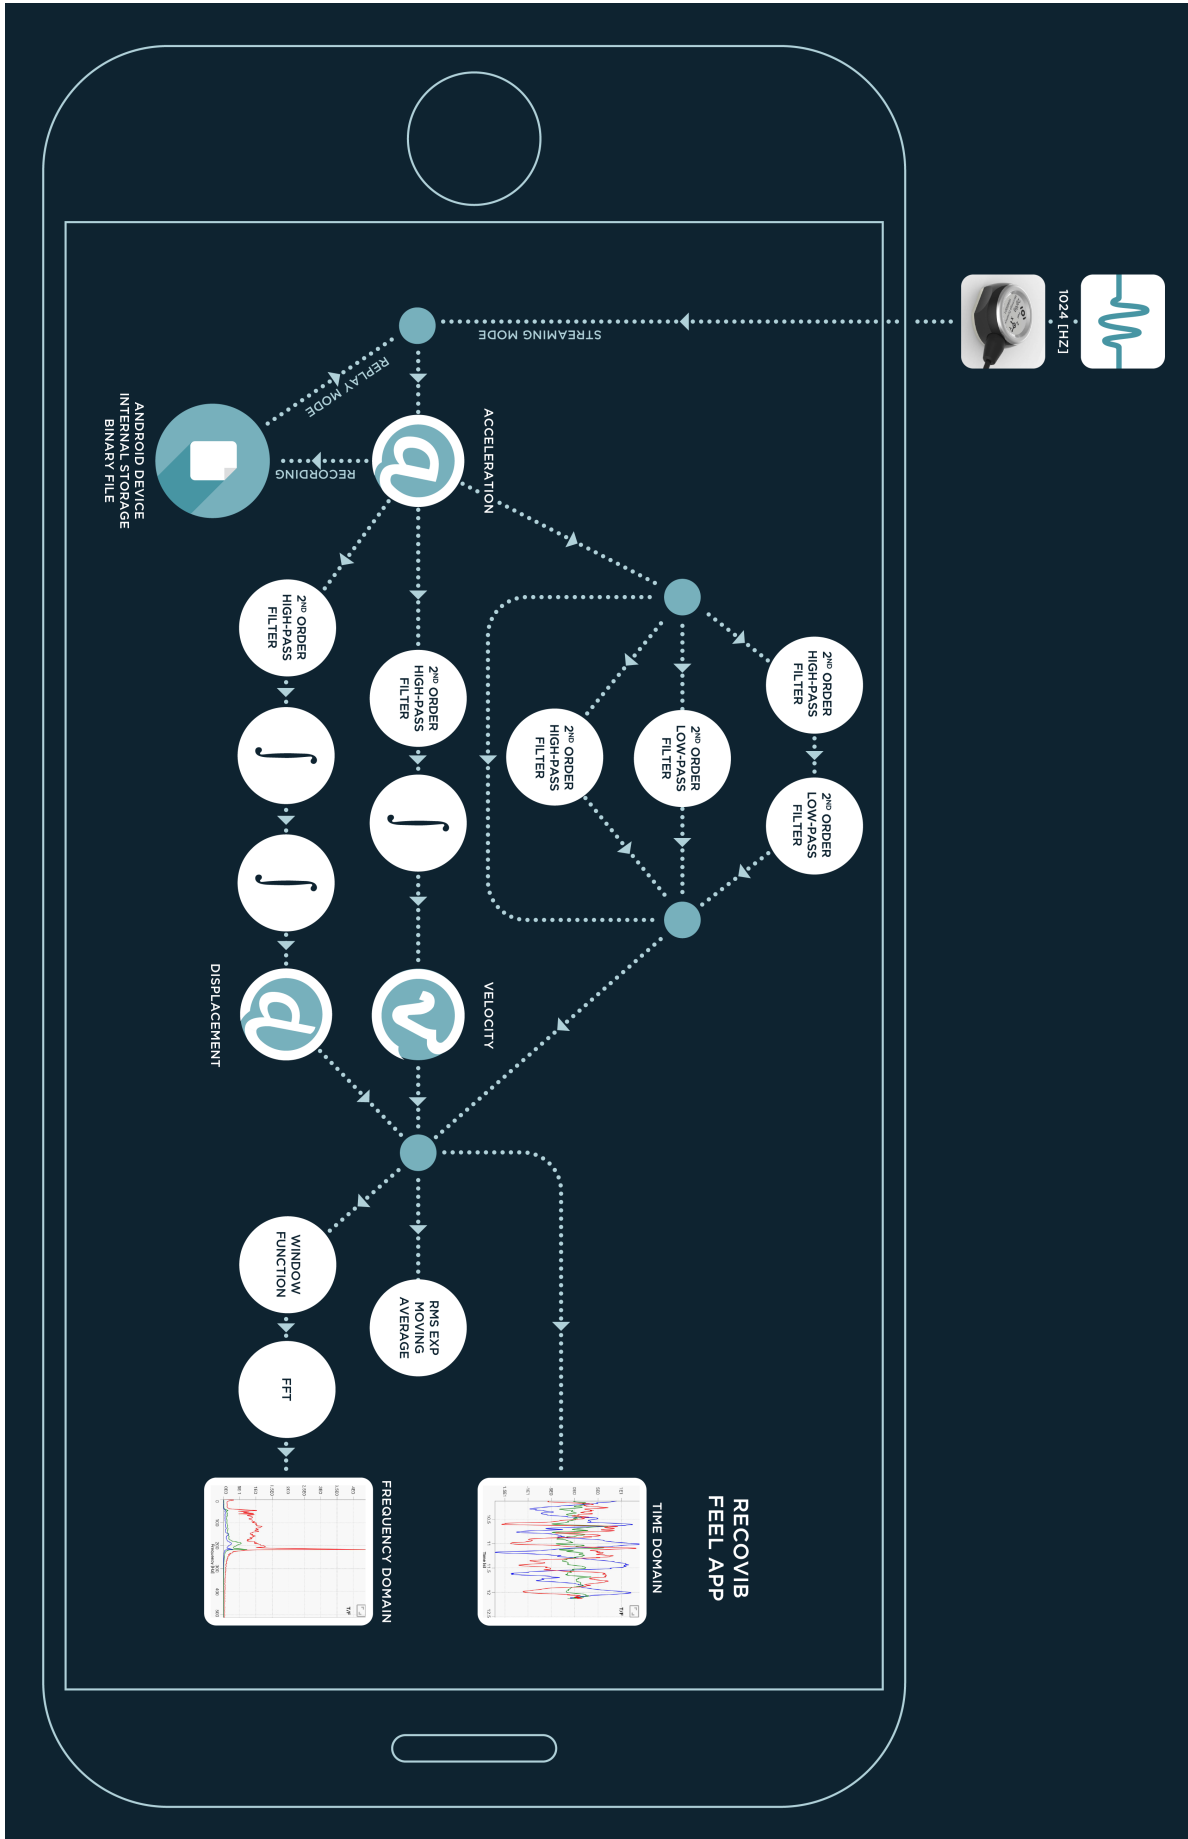 1024 [HZ]
STREAMING MODE
REPLAY MODE
RECORDING
ANDROID DEVICE
INTERNAL STORAGE
BINARY FILE
ACCELERATION
2ND ORDER
HIGH-PASS
FILTER
2ND ORDER
LOW-PASS
FILTER
2ND ORDER
LOW-PASS
FILTER
2ND ORDER
HIGH-PASS
FILTER
2ND ORDER
HIGH-PASS
FILTER
∫
VELOCITY
v
2ND ORDER
HIGH-PASS
FILTER
∫
∫
DISPLACEMENT
d
a
RMS EXP
MOVING
AVERAGE
WINDOW
FUNCTION
FFT
RECOVIB
FEEL APP
TIME DOMAIN
T/F
FREQUENCY DOMAIN
Frequency [Hz]
T/F